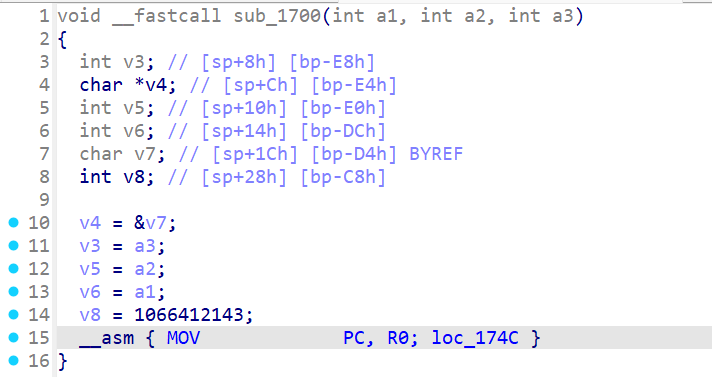 1 void __fastcall sub_1700(int a1, int a2, int a3)
2 {
3   int v3; // [sp+8h] [bp-E8h]
4   char *v4; // [sp+Ch] [bp-E4h]
5   int v5; // [sp+10h] [bp-E0h]
6   int v6; // [sp+14h] [bp-DCh]
7   char v7; // [sp+1Ch] [bp-D4h] BYREF
8   int v8; // [sp+28h] [bp-C8h]
9
10   v4 = &v7;
11   v3 = a3;
12   v5 = a2;
13   v6 = a1;
14   v8 = 1066412143;
15   __asm { MOV             PC, R0; loc_174C }
16 }